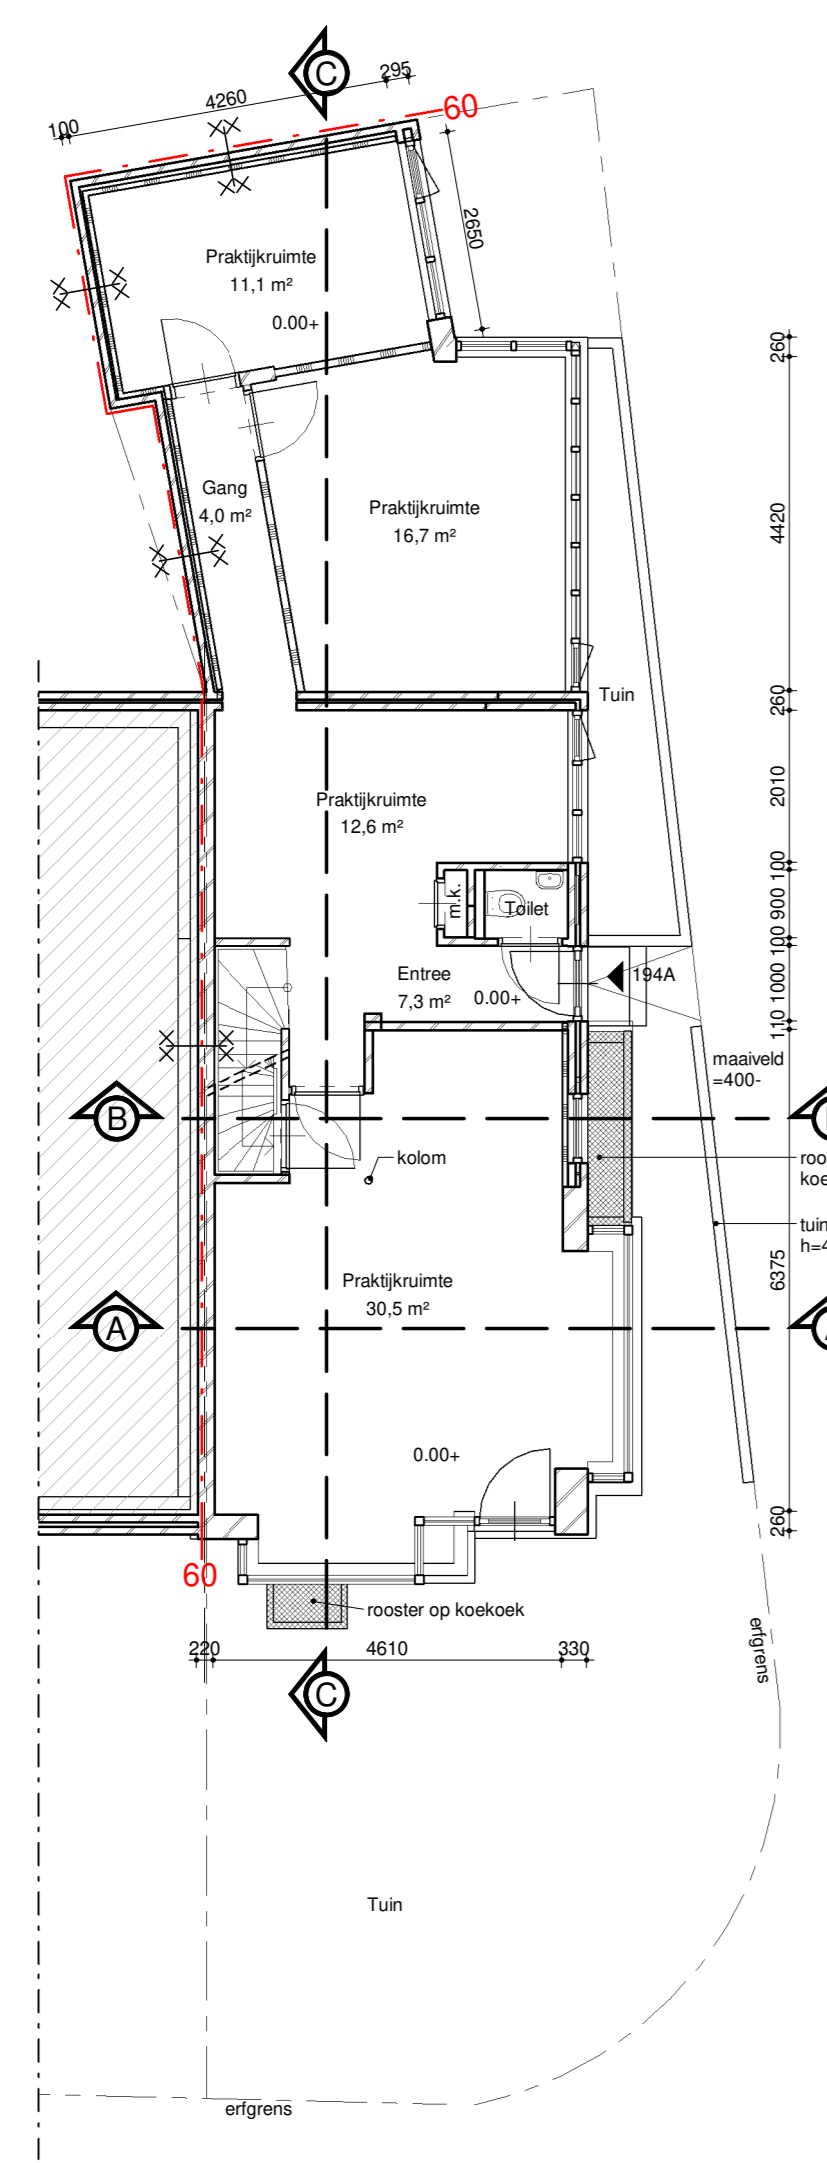 C
295
4260
100
60
2650
Praktijkruimte
11,1 m²
0.00+
260
Gang
4,0 m²
Praktijkruimte
16,7 m²
4420
Tuin
260
Praktijkruimte
12,6 m²
2010
100
m.k.
Toilet
900
100
Entree
7,3 m²
0.00+
194A
1000
110
maaiveld
=400-
B
kolom
Praktijkruimte
30,5 m²
6375
A
0.00+
260
60
rooster op koekoek
220
4610
330
erfgrens
C
Tuin
erfgrens